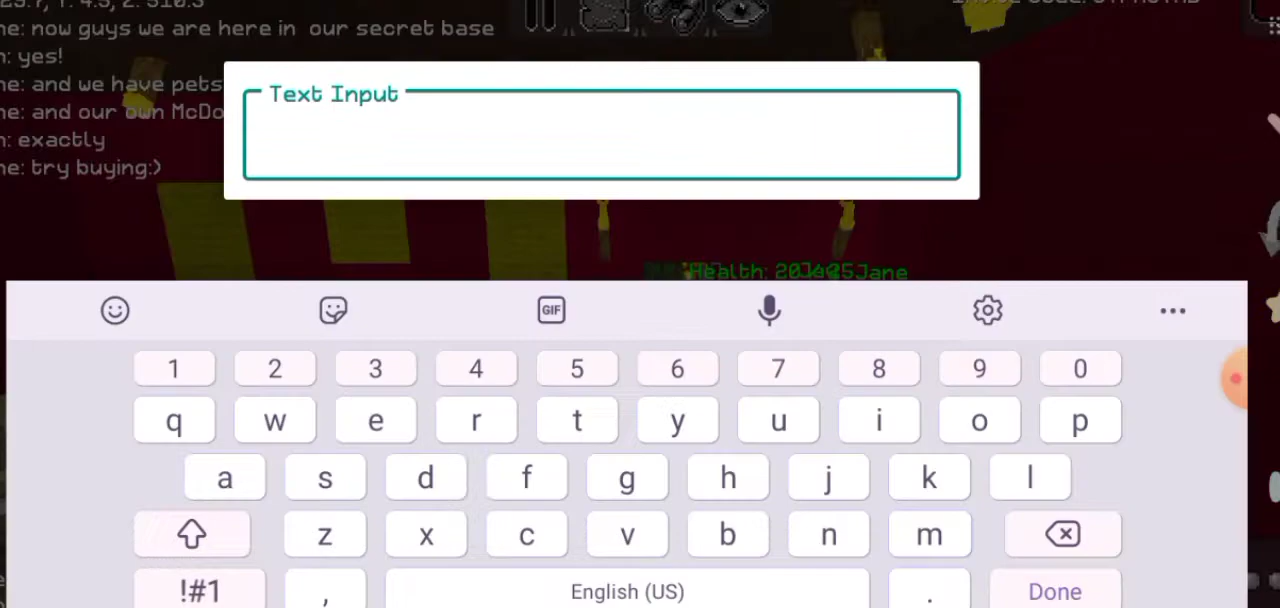 ne: now guys we are here in our secret base
n: yes!
ne: and we have pets
ne: and our own McDo
n: exactly
ne: try buying:)
Text Input
Jane
GIF
1 2 3 4 5 6 7 8 9 0
q w e r t y u i o p
a s d f g h j k l
z x c v b n m
!#1 , English (US) . Done